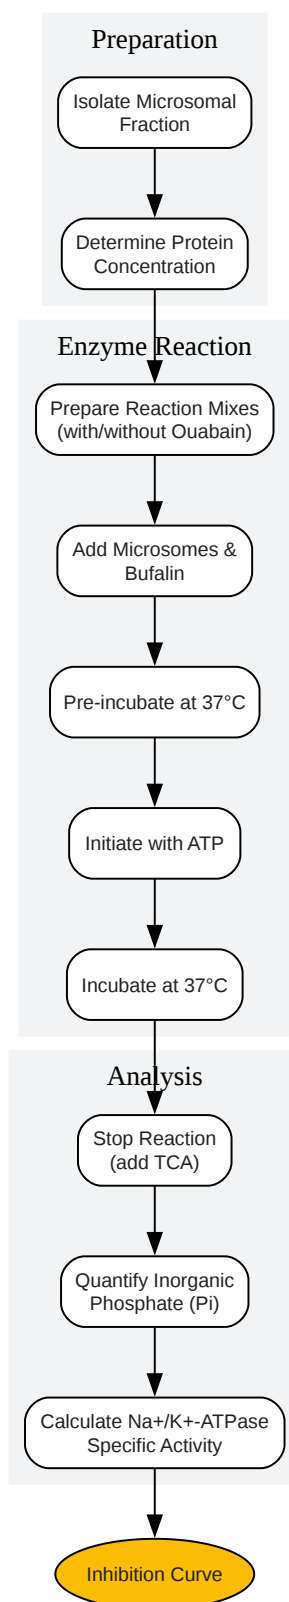 Preparation
Isolate Microsomal
Fraction
Determine Protein
Concentration
Enzyme Reaction
Prepare Reaction Mixes
(with/without Ouabain)
Add Microsomes &
Bufalin
Pre-incubate at 37°C
Initiate with ATP
Incubate at 37°C
Analysis
Stop Reaction
(add TCA)
Quantify Inorganic
Phosphate (Pi)
Calculate Na+/K+-ATPase
Specific Activity
Inhibition Curve